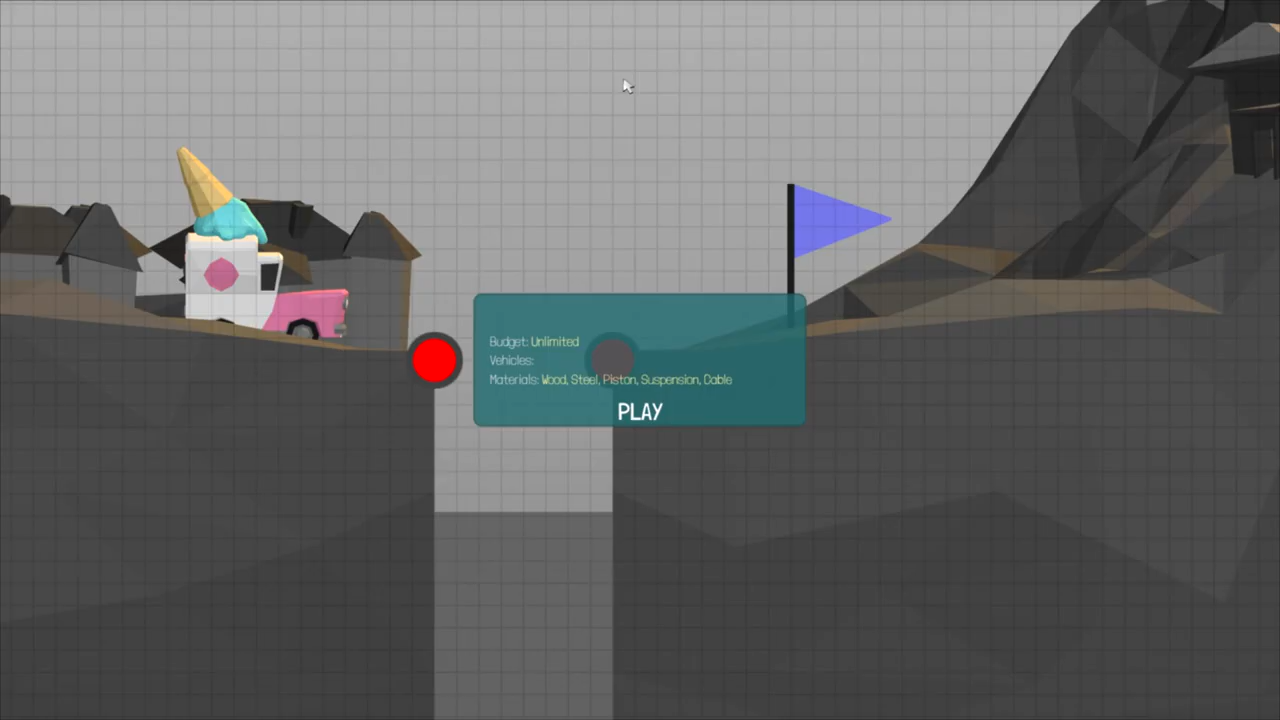 Budget: Unlimited
Vehicles:
Materials: Wood, Steel, Piston, Suspension, Cable
PLAY